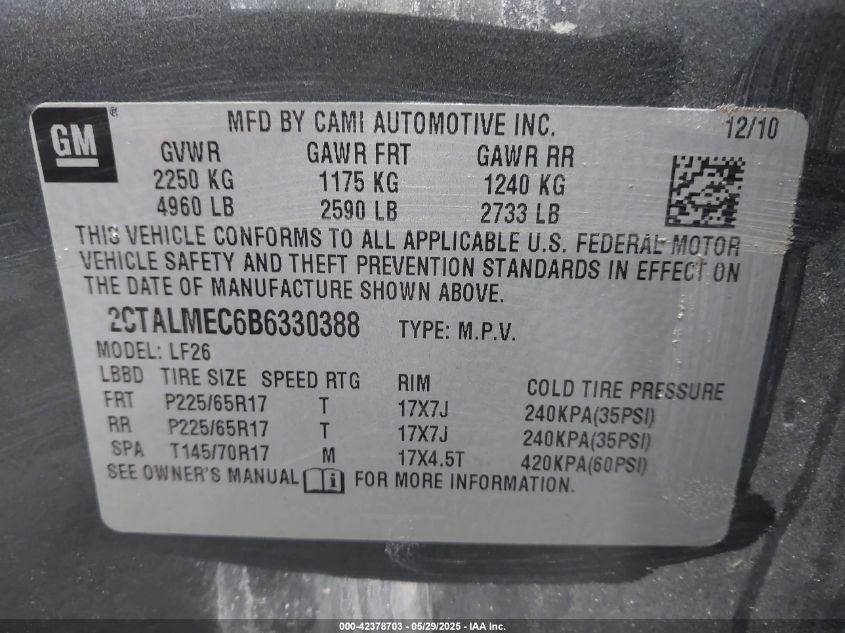 GM ®
MFD BY CAMI AUTOMOTIVE INC. 12/10
GVWR GAWR FRT GAWR RR
2250 KG 1175 KG 1240 KG
4960 LB 2590 LB 2733 LB
THIS VEHICLE CONFORMS TO ALL APPLICABLE U.S. FEDERAL MOTOR
VEHICLE SAFETY AND THEFT PREVENTION STANDARDS IN EFFECT ON
THE DATE OF MANUFACTURE SHOWN ABOVE.
2CTALMEC6B6330388 TYPE: M.P.V.
MODEL: LF26
LBBD TIRE SIZE SPEED RTG RIM COLD TIRE PRESSURE
FRT P225/65R17 T 17X7J 240KPA(35PSI)
RR P225/65R17 T 17X7J 240KPA(35PSI)
SPA T145/70R17 M 17X4.5T 420KPA(60PSI)
SEE OWNER'S MANUAL i FOR MORE INFORMATION.
000-42378703 - 05/29/2025 - IAA Inc.